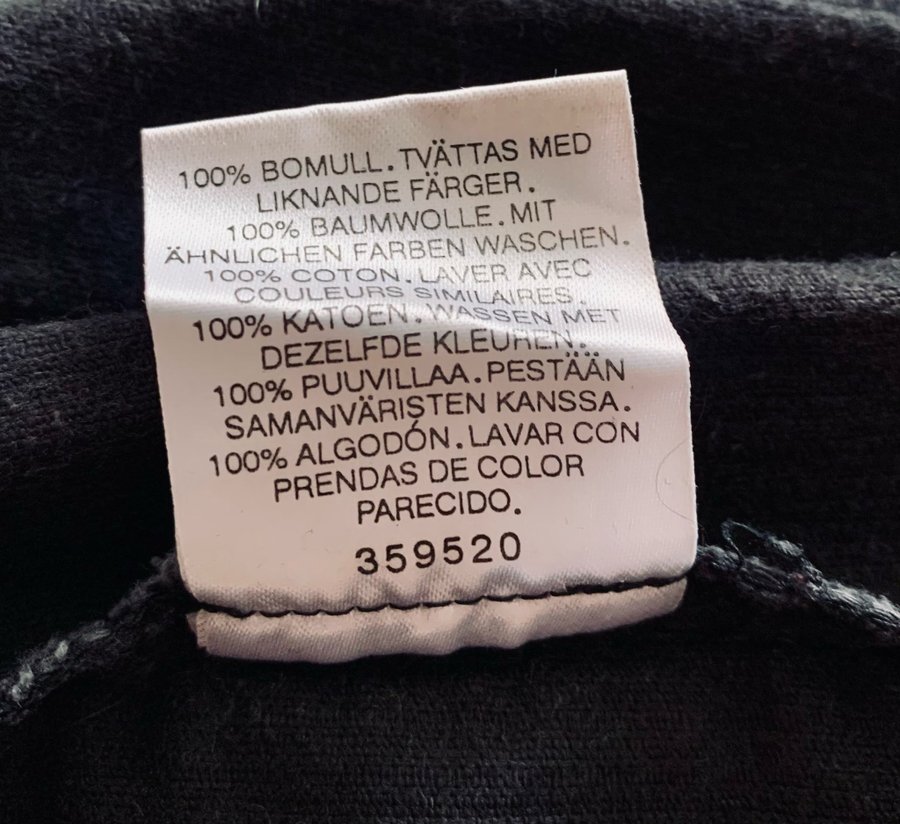 100% BOMULL.TVÄTTAS MED
LIKNANDE FÄRGER.
100% BAUMWOLLE.MIT
ÄHNLICHEN FARBEN WASCHEN.
100% COTON.LAVER AVEC
COULEURS SIMILAIRES.
100% KATOEN.WASSEN MET
DEZELFDE KLEUREN.
100% PUUVILLAA.PESTÄÄN
SAMANVÄRISTEN KANSSA.
100% ALGODÓN.LAVAR CON
PRENDAS DE COLOR
PARECIDO.
359520